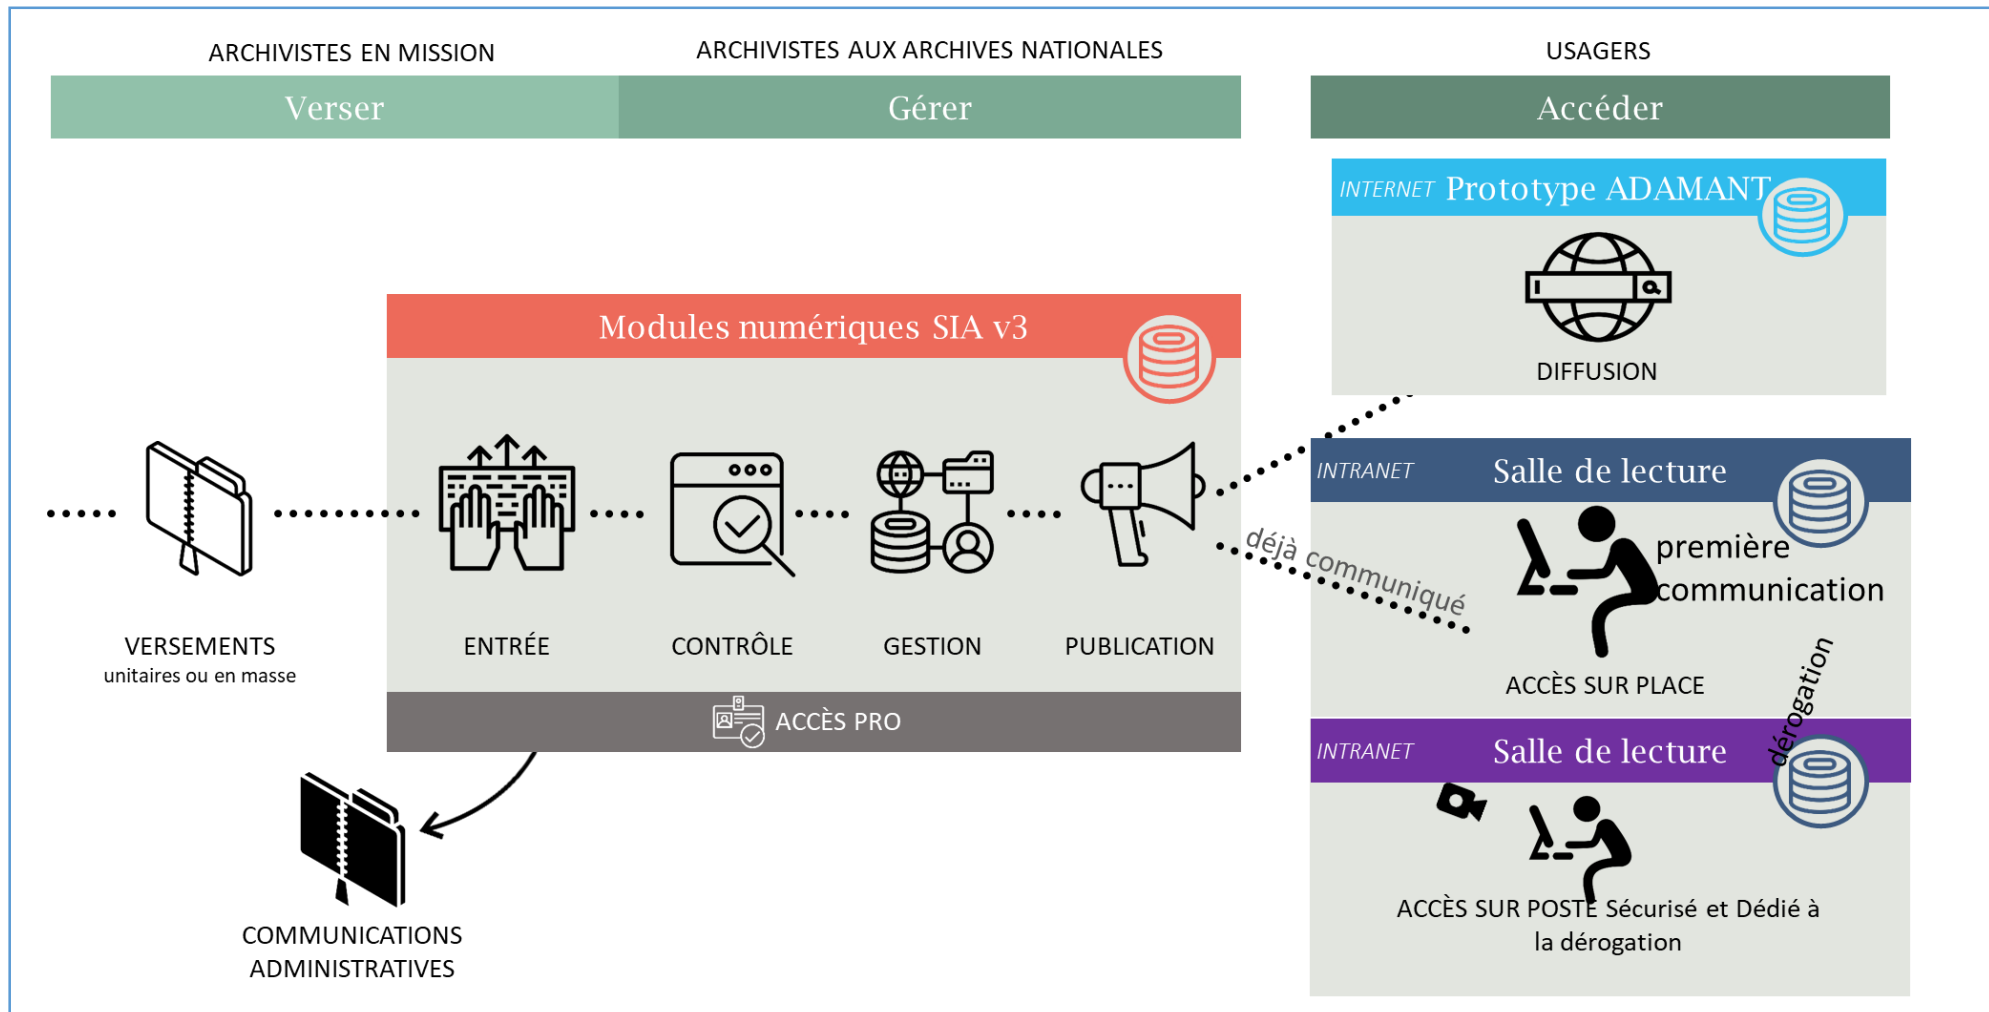 ARCHIVISTES EN MISSION
ARCHIVISTES AUX ARCHIVES NATIONALES
USAGERS
Verser
Gérer
Accéder
INTERNET Prototype ADAMANT
DIFFUSION
Modules numériques SIA v3
VERSEMENTS
unitaires ou en masse
ENTRÉE
CONTRÔLE
GESTION
PUBLICATION
ACCÈS PRO
COMMUNICATIONS
ADMINISTRATIVES
déjà communiqué
INTRANET Salle de lecture
première
communication
ACCÈS SUR PLACE
dérogation
INTRANET Salle de lecture
ACCÈS SUR POSTE Sécurisé et Dédié à
la dérogation